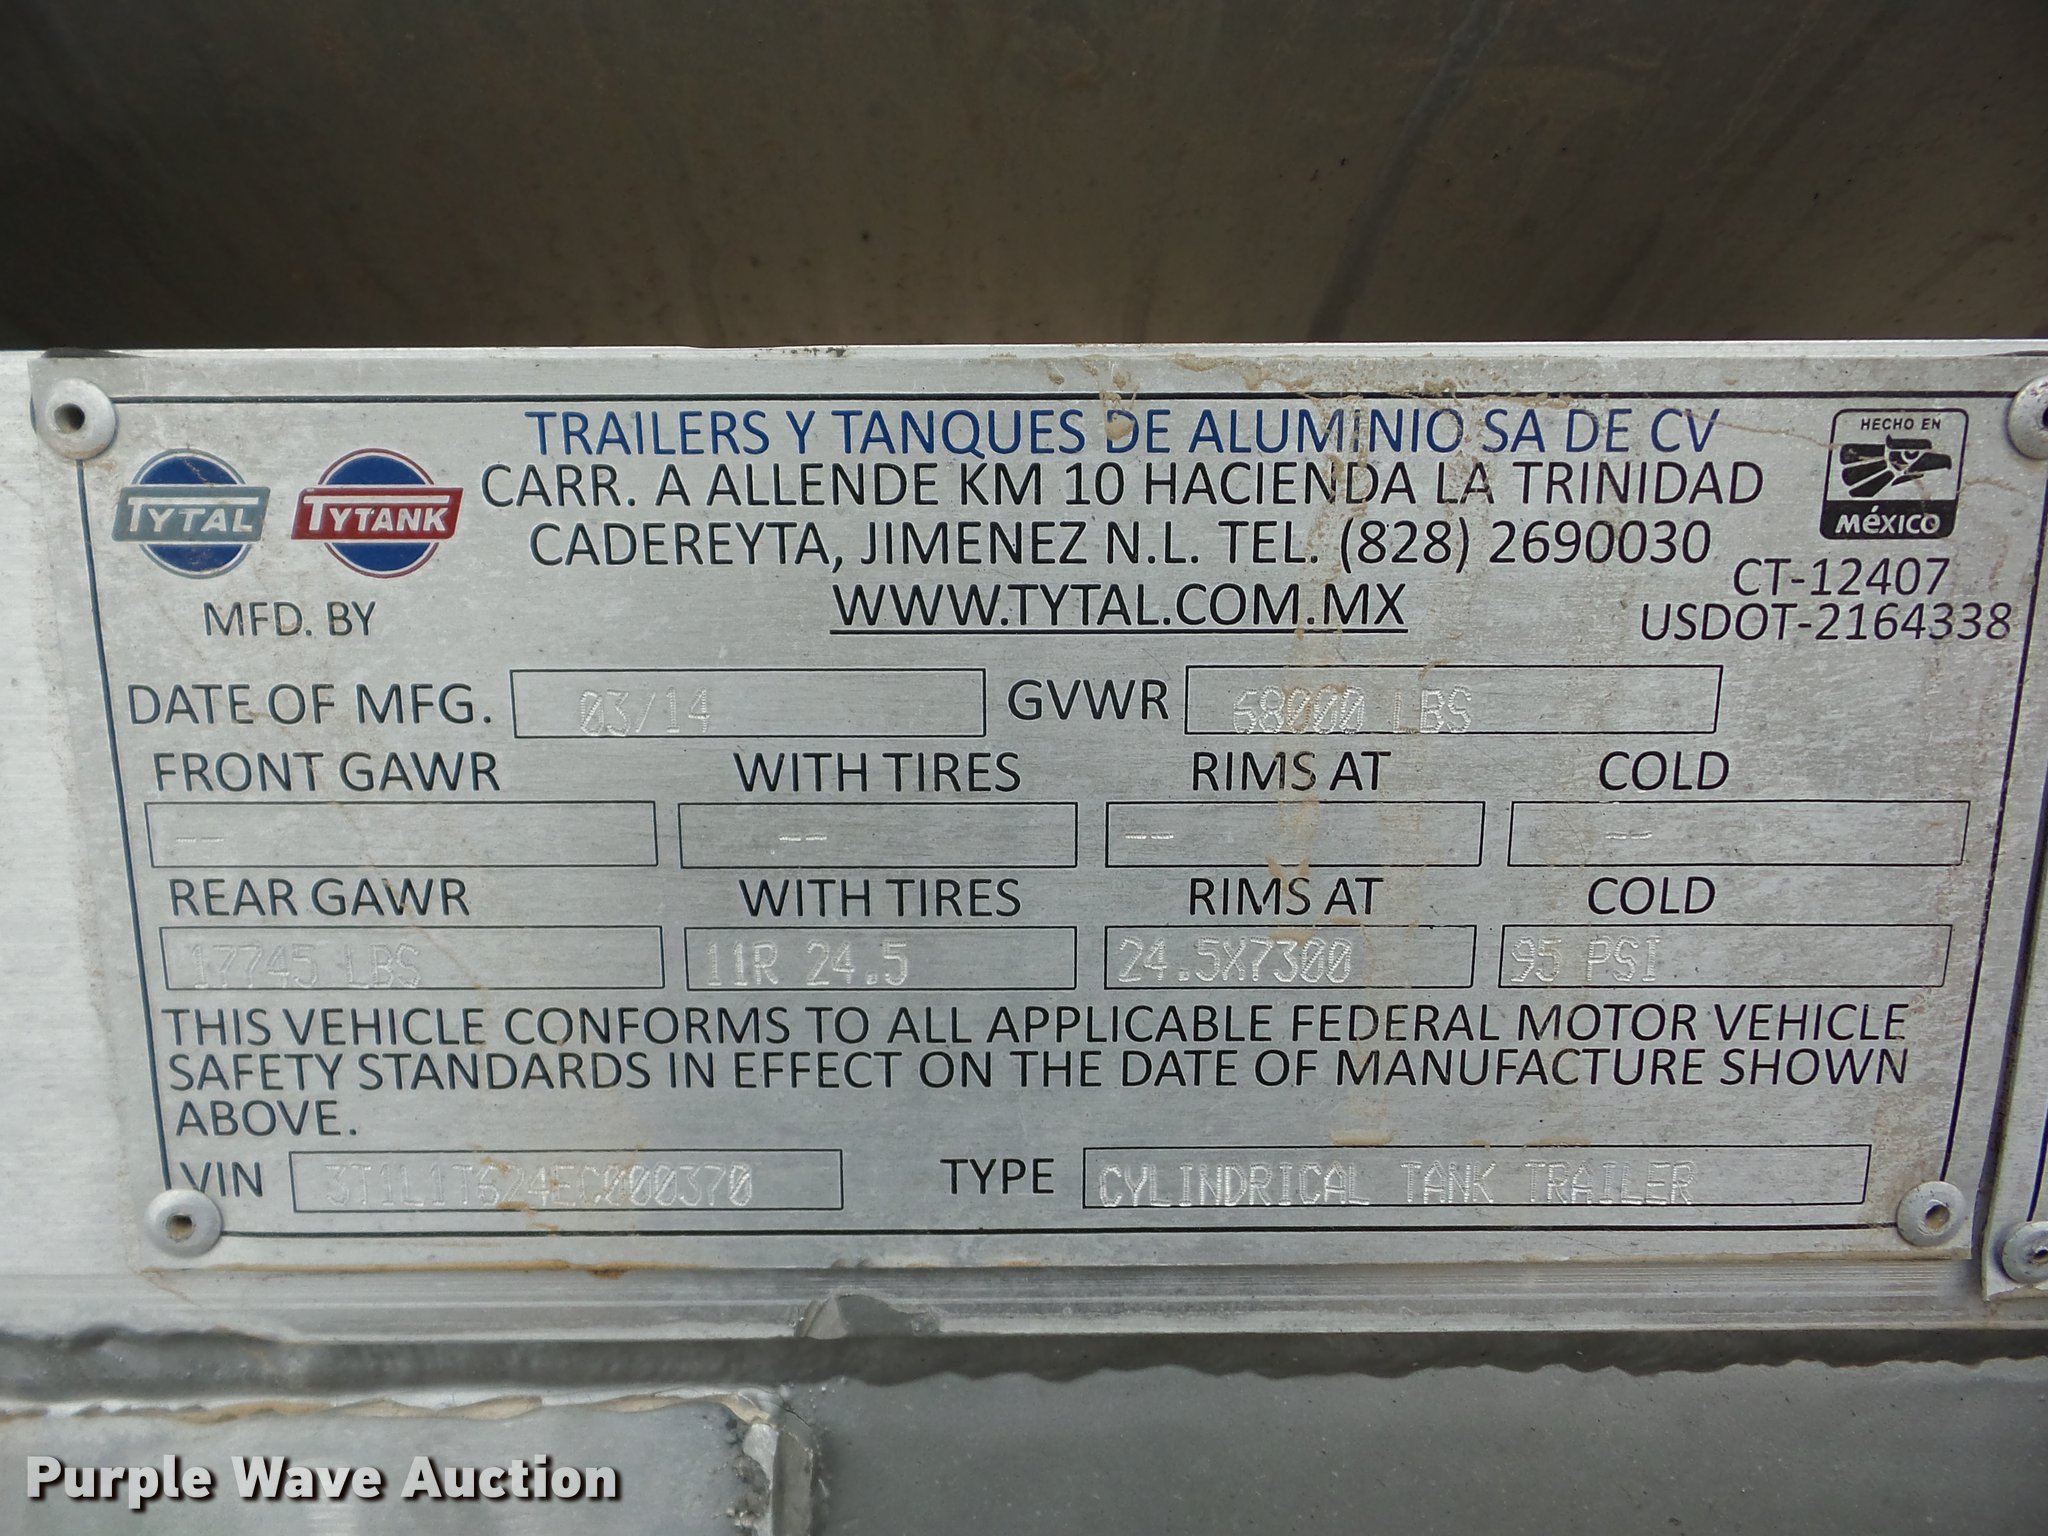 TRAILERS Y TANQUES DE ALUMINIO SA DE CV
CARR. A ALLENDE KM 10 HACIENDA LA TRINIDAD
CADEREYTA, JIMENEZ N.L. TEL. (828) 2690030
WWW.TYTAL.COM.MX
TYTAL TYTANK
MFD. BY
HECHO EN
MéXICO
CT-12407
USDOT-2164338
DATE OF MFG. 03/14 GVWR 68000 LBS
FRONT GAWR WITH TIRES RIMS AT COLD
-- -- -- --
REAR GAWR WITH TIRES RIMS AT COLD
17745 LBS 11R 24.5 24.5X7300 95 PSI
THIS VEHICLE CONFORMS TO ALL APPLICABLE FEDERAL MOTOR VEHICLE
SAFETY STANDARDS IN EFFECT ON THE DATE OF MANUFACTURE SHOWN
ABOVE.
VIN 3T1L1T624EC000370 TYPE CYLINDRICAL TANK TRAILER
Purple Wave Auction